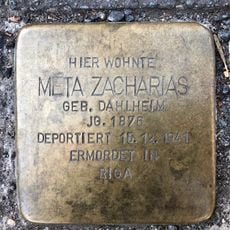 HIER WOHNTE
META ZACHARIAS
GEB. DAHLHEIM
JG. 1876
DEPORTIERT 15.12.1941
ERMORDET IN
RIGA